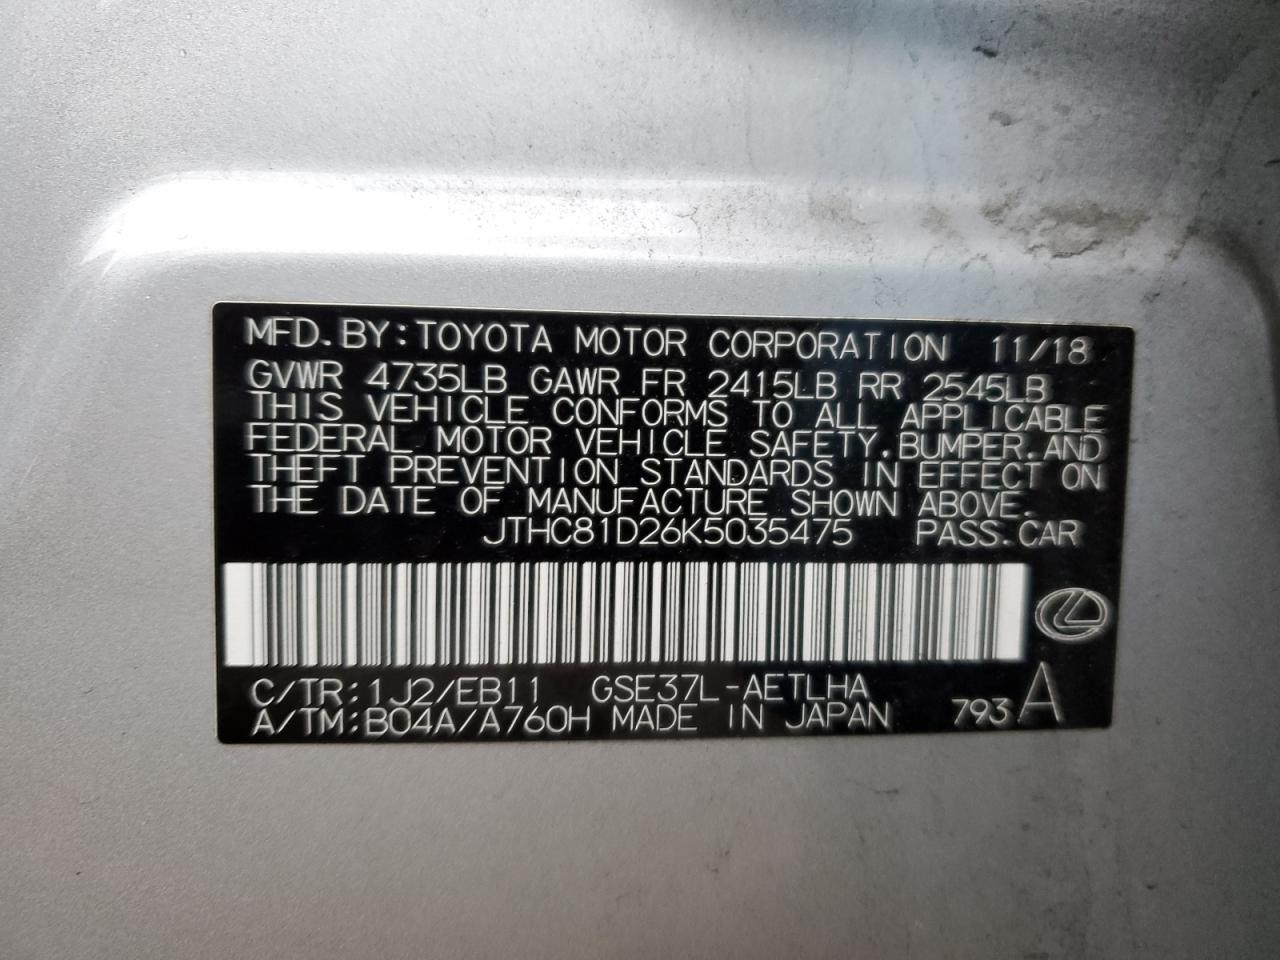 MFD.BY:TOYOTA MOTOR CORPORATION 11/18
GVWR 4735LB GAWR FR 2415LB RR 2545LB
THIS VEHICLE CONFORMS TO ALL APPLICABLE
FEDERAL MOTOR VEHICLE SAFETY,BUMPER,AND
THEFT PREVENTION STANDARDS IN EFFECT ON
THE DATE OF MANUFACTURE SHOWN ABOVE.
JTHC81D26K5035475 PASS.CAR
C/TR:1J2/EB11 GSE37L-AETLHA
A/TM:B04A/A760H MADE IN JAPAN 793 A